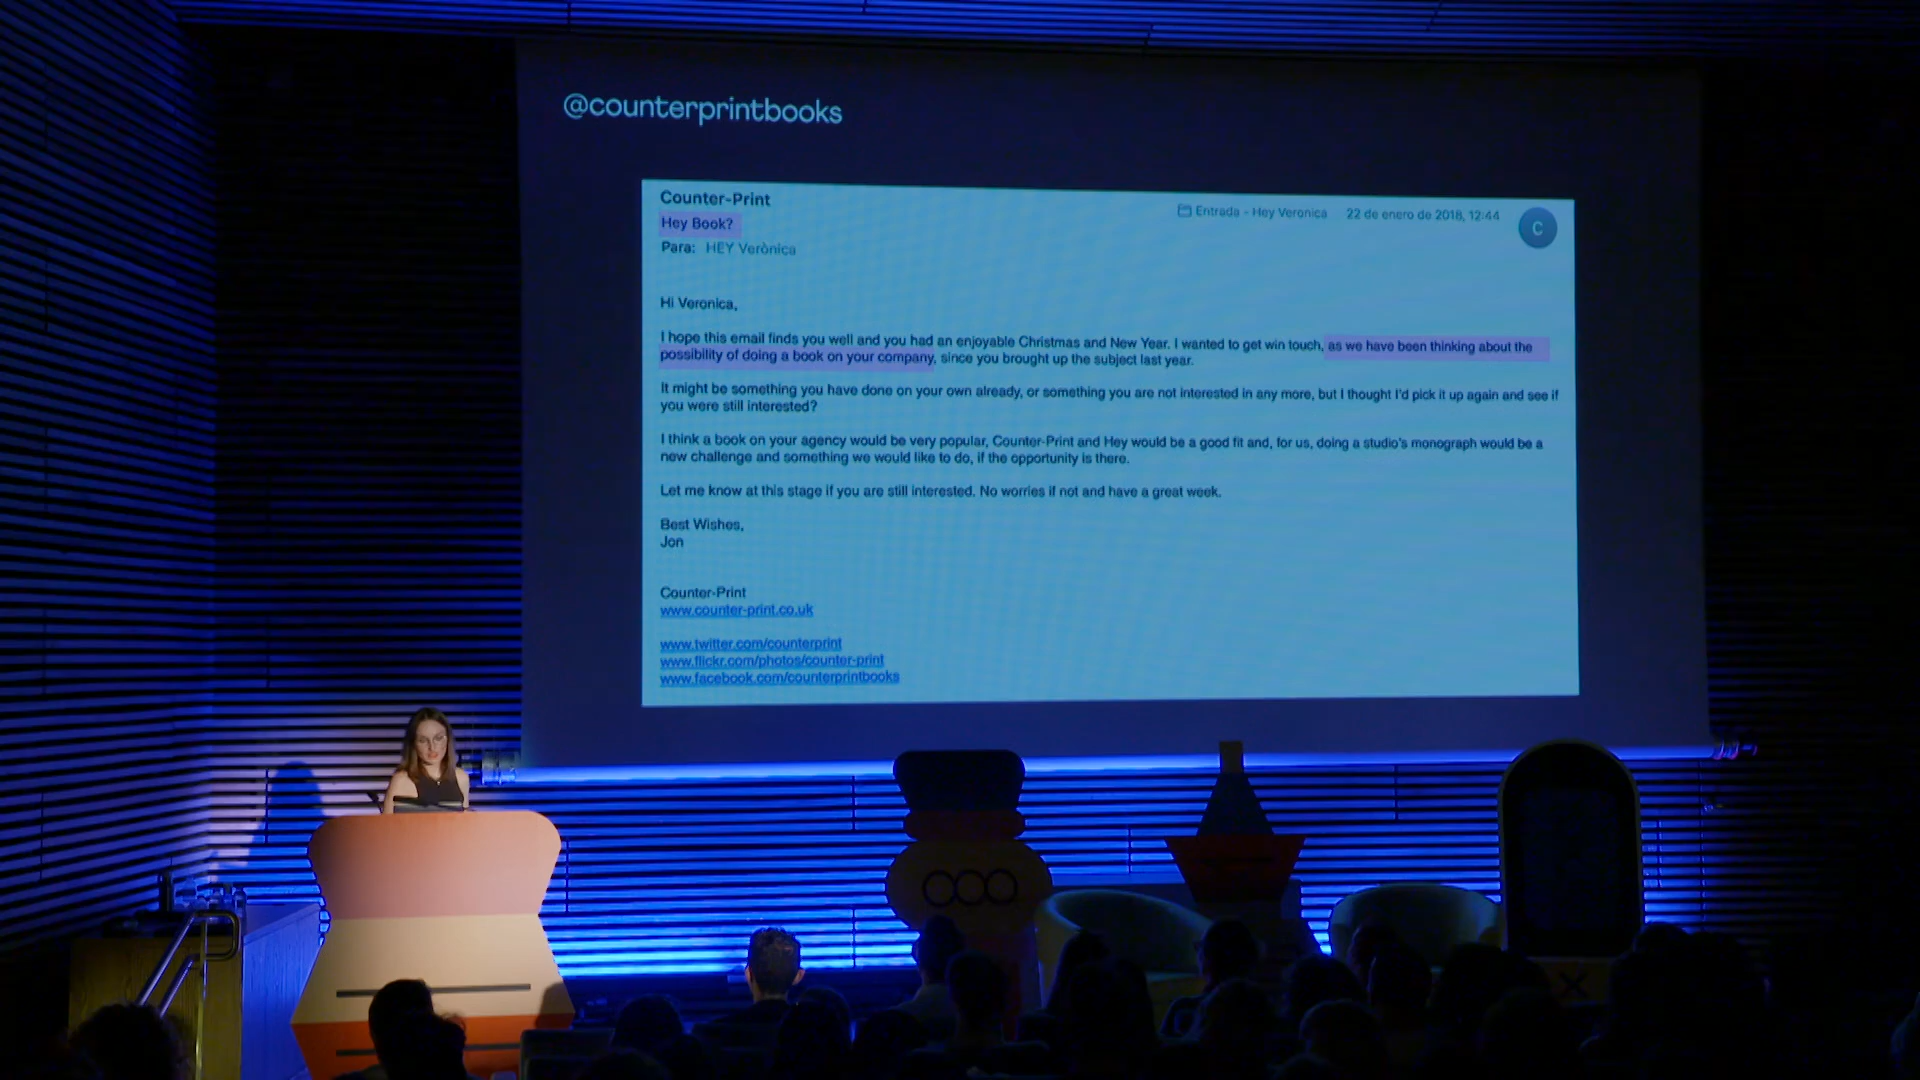 @counterprintbooks
Counter-Print
Hey Book?
Para: HEY Verònica
Entrada - Hey Veronica 22 de enero de 2018, 12:44
C
Hi Veronica,
I hope this email finds you well and you had an enjoyable Christmas and New Year. I wanted to get win touch, as we have been thinking about the
possibility of doing a book on your company, since you brought up the subject last year.
It might be something you have done on your own already, or something you are not interested in any more, but I thought I'd pick it up again and see if
you were still interested?
I think a book on your agency would be very popular, Counter-Print and Hey would be a good fit and, for us, doing a studio's monograph would be a
new challenge and something we would like to do, if the opportunity is there.
Let me know at this stage if you are still interested. No worries if not and have a great week.
Best Wishes,
Jon
Counter-Print
www.counter-print.co.uk
www.twitter.com/counterprint
www.flickr.com/photos/counter-print
www.facebook.com/counterprintbooks